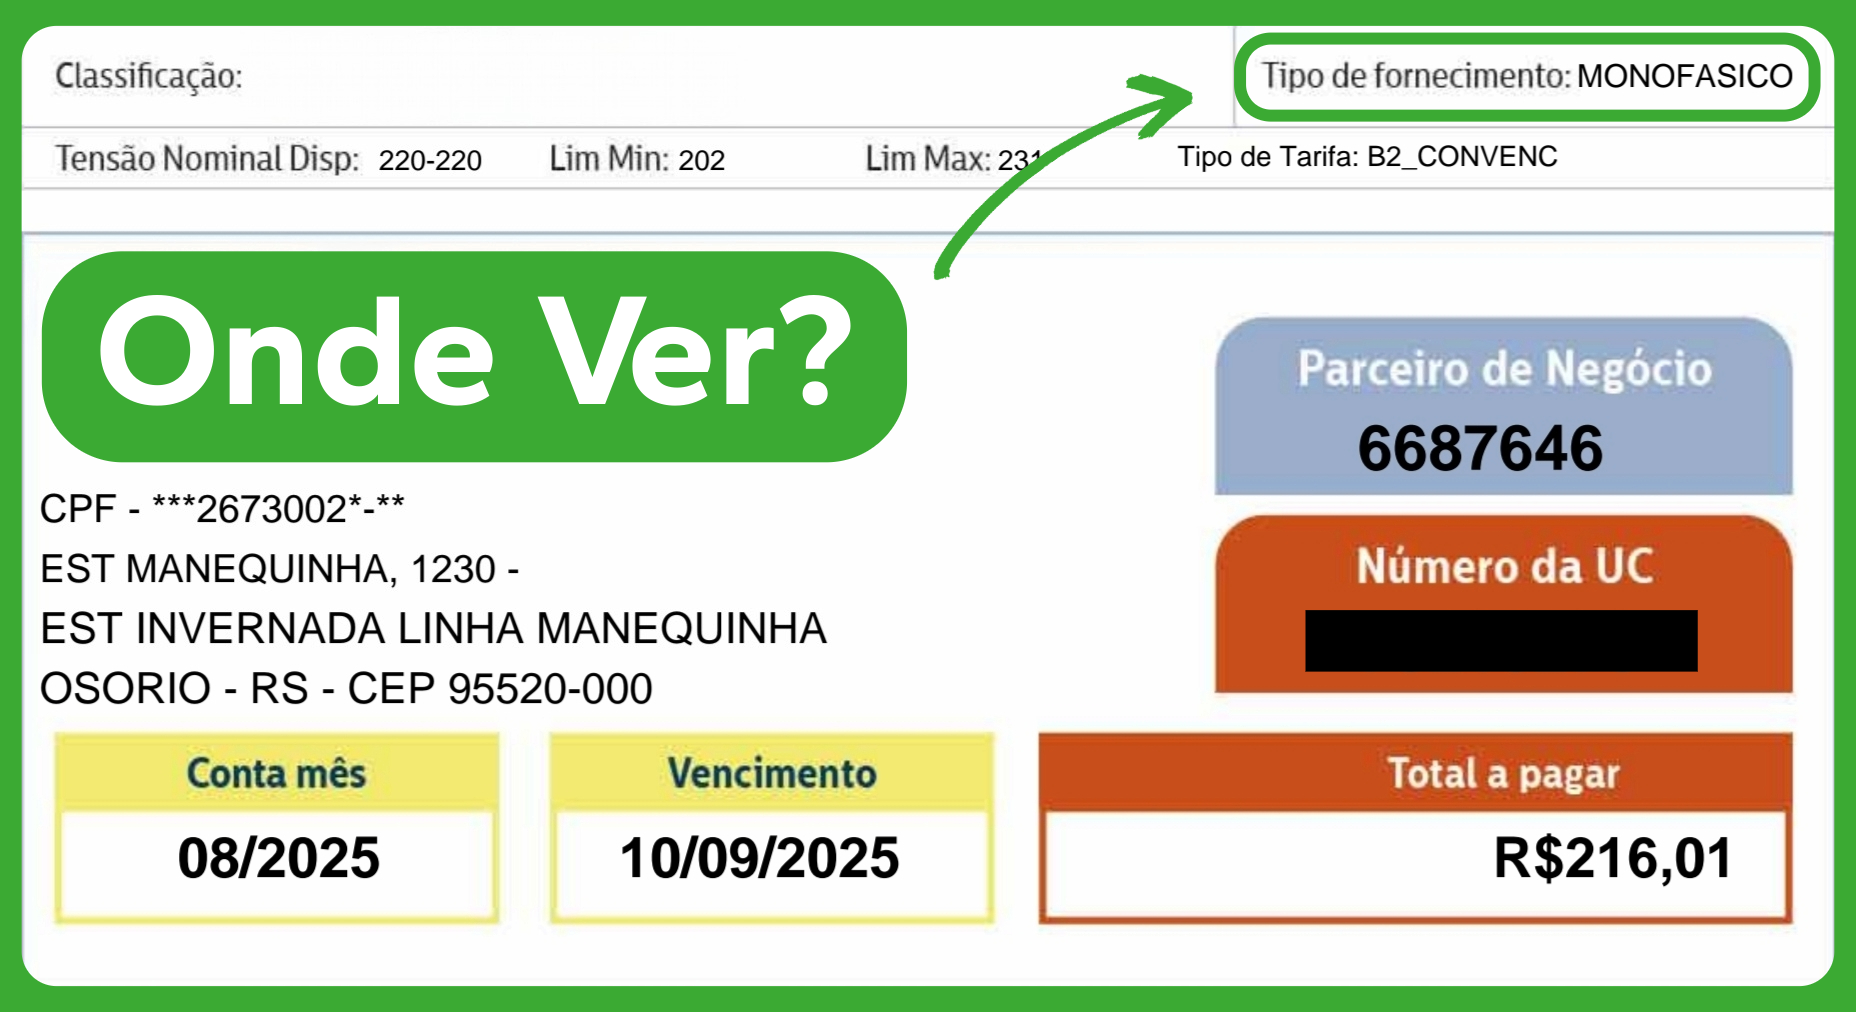 Classificação:
Tipo de fornecimento: MONOFASICO
Tensão Nominal Disp: 220-220 Lim Min: 202 Lim Max: 231 Tipo de Tarifa: B2_CONVENC
Onde Ver?
Parceiro de Negócio
6687646
CPF - ***2673002*-**
EST MANEQUINHA, 1230 -
EST INVERNADA LINHA MANEQUINHA
OSORIO - RS - CEP 95520-000
Número da UC
Conta mês
08/2025
Vencimento
10/09/2025
Total a pagar
R$216,01